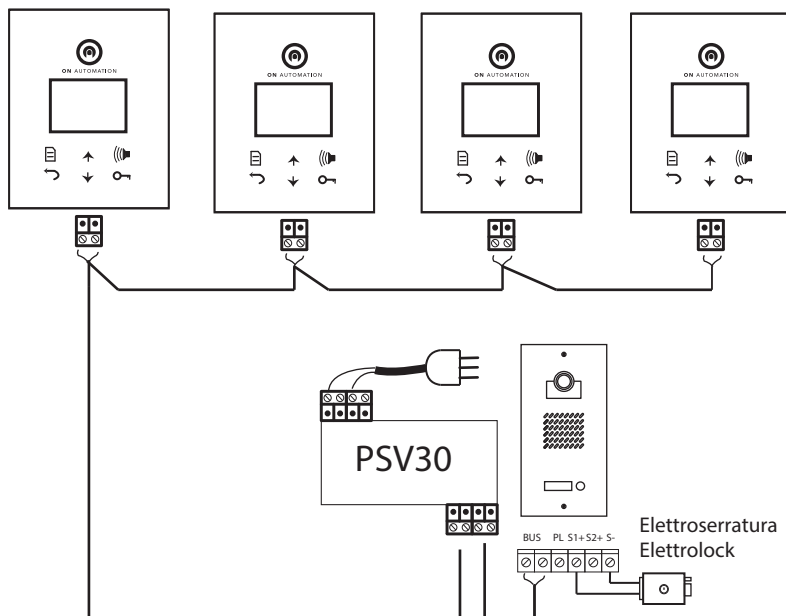 ON AUTOMATION
ON AUTOMATION
ON AUTOMATION
ON AUTOMATION
PSV30
BUS PL S1+ S2+ S-
Elettroserratura
Elettrolock